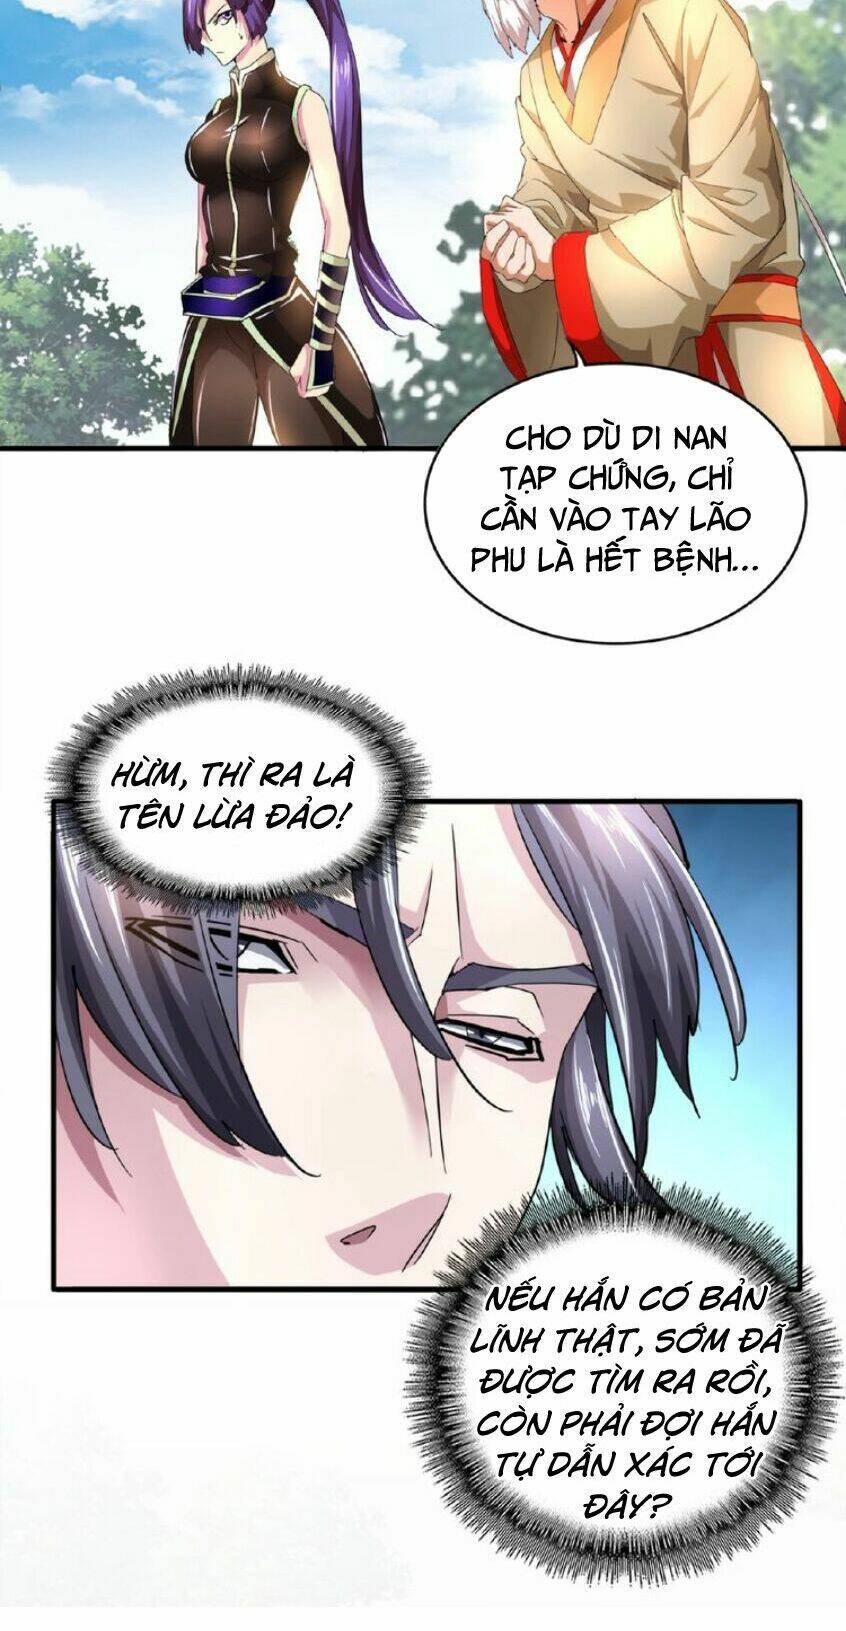 CHO DÙ DI NAN
TẠP CHỨNG, CHỈ
CẦN VÀO TAY LÃO
PHU LÀ HẾT BỆNH...
HỪM, THÌ RA LÀ
TÊN LỪA ĐẢO!
NẾU HẮN CÓ BẢN
LĨNH THẬT, SỚM ĐÃ
ĐƯỢC TÌM RA RỒI,
CÒN PHẢI ĐỢI HẮN
TỰ DẪN XÁC TỚI
ĐÂY?